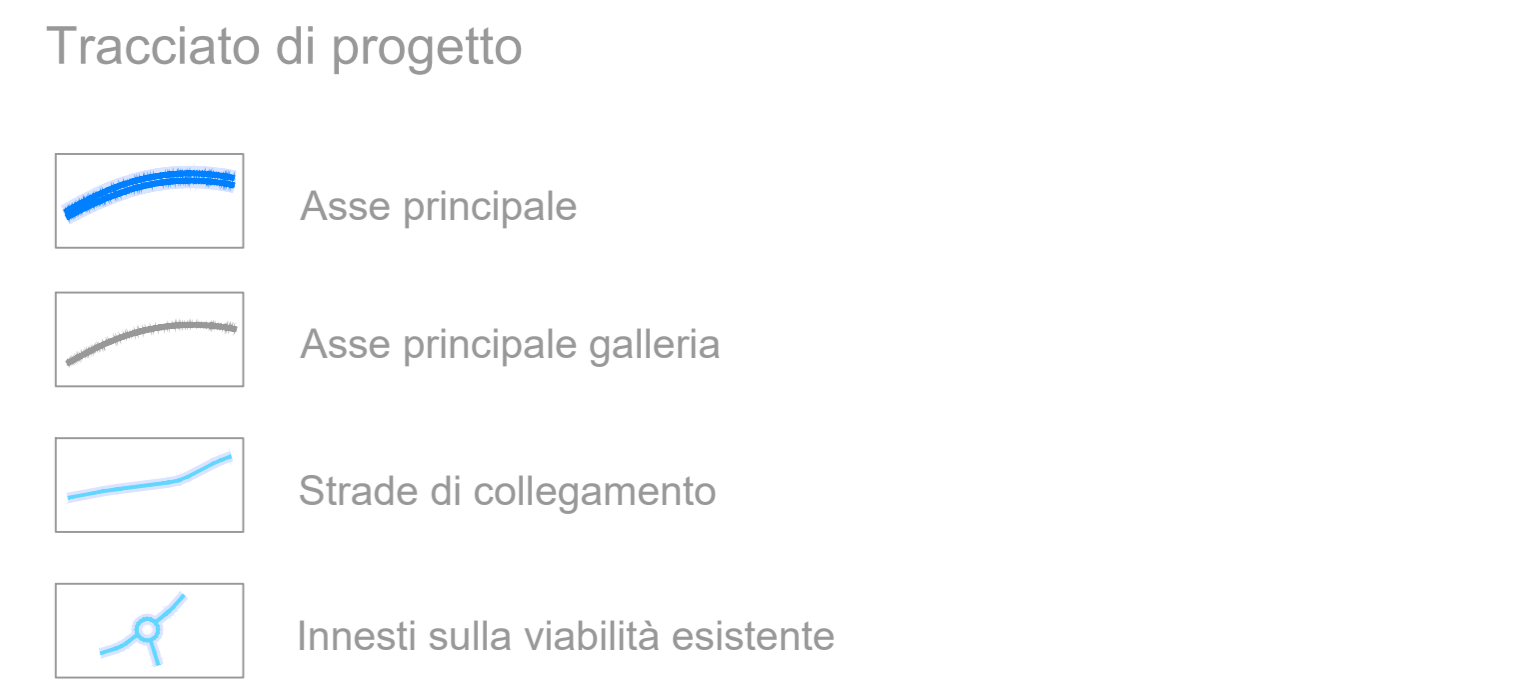 Tracciato di progetto
Asse principale
Asse principale galleria
Strade di collegamento
Innesti sulla viabilità esistente